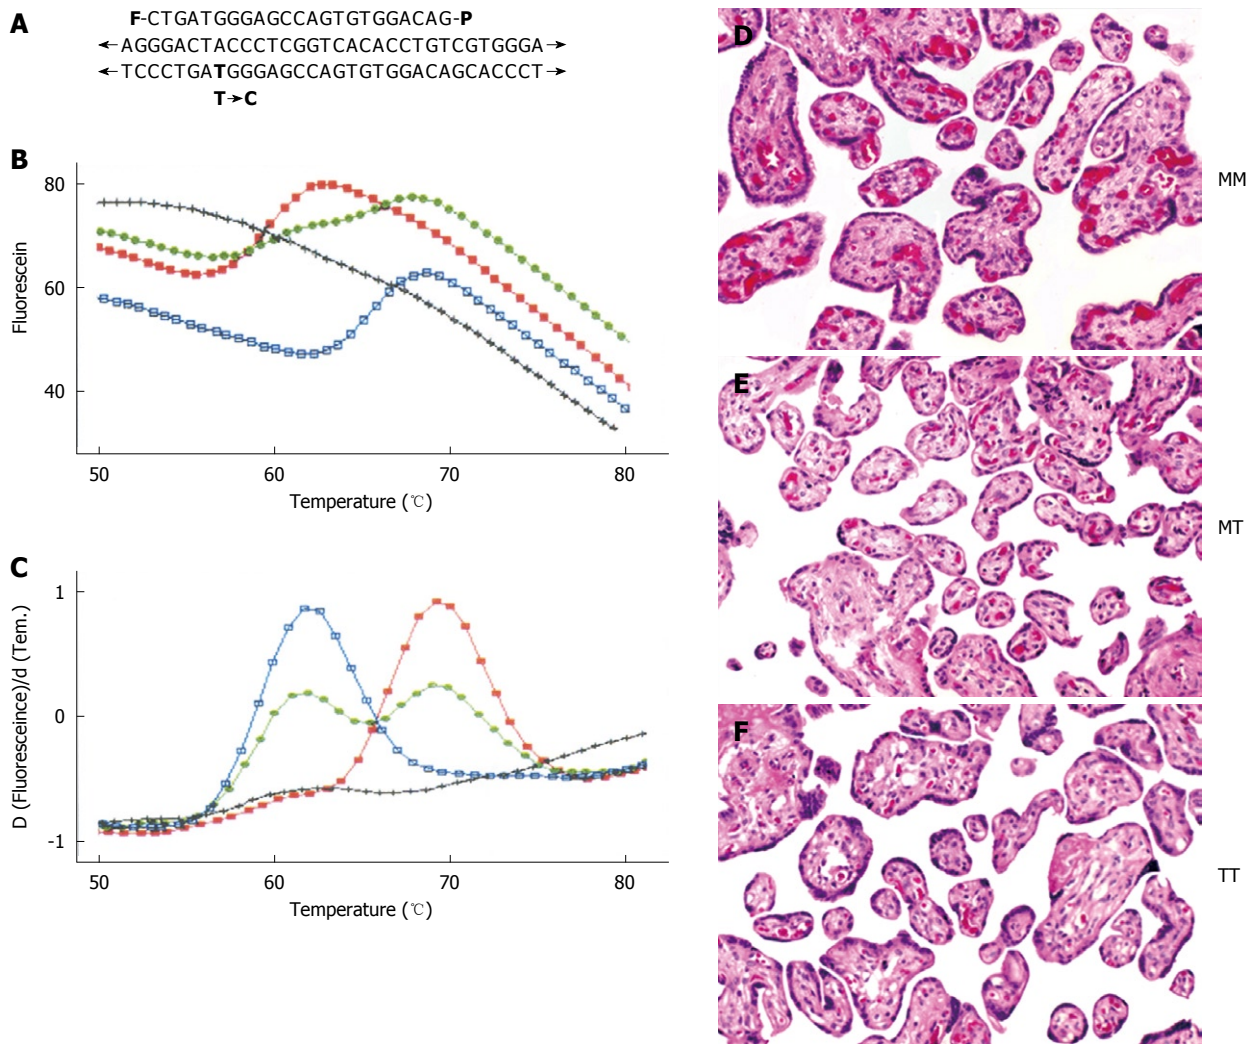 A
F-CTGATGGGAGCCAGTGTGGACAG-P
AGGGACTACCCTCGGTCACACCTGTCGTGGGA
TCCCTGATGGGAGCCAGTGTGGACAGCACCCT
T→C
B
80
60
40
Fluorescein
50 60 70 80
Temperature (℃)
C
1
0
-1
D (Fluoresceince)/d (Tem.)
50 60 70 80
Temperature (℃)
D
MM
E
MT
F
TT